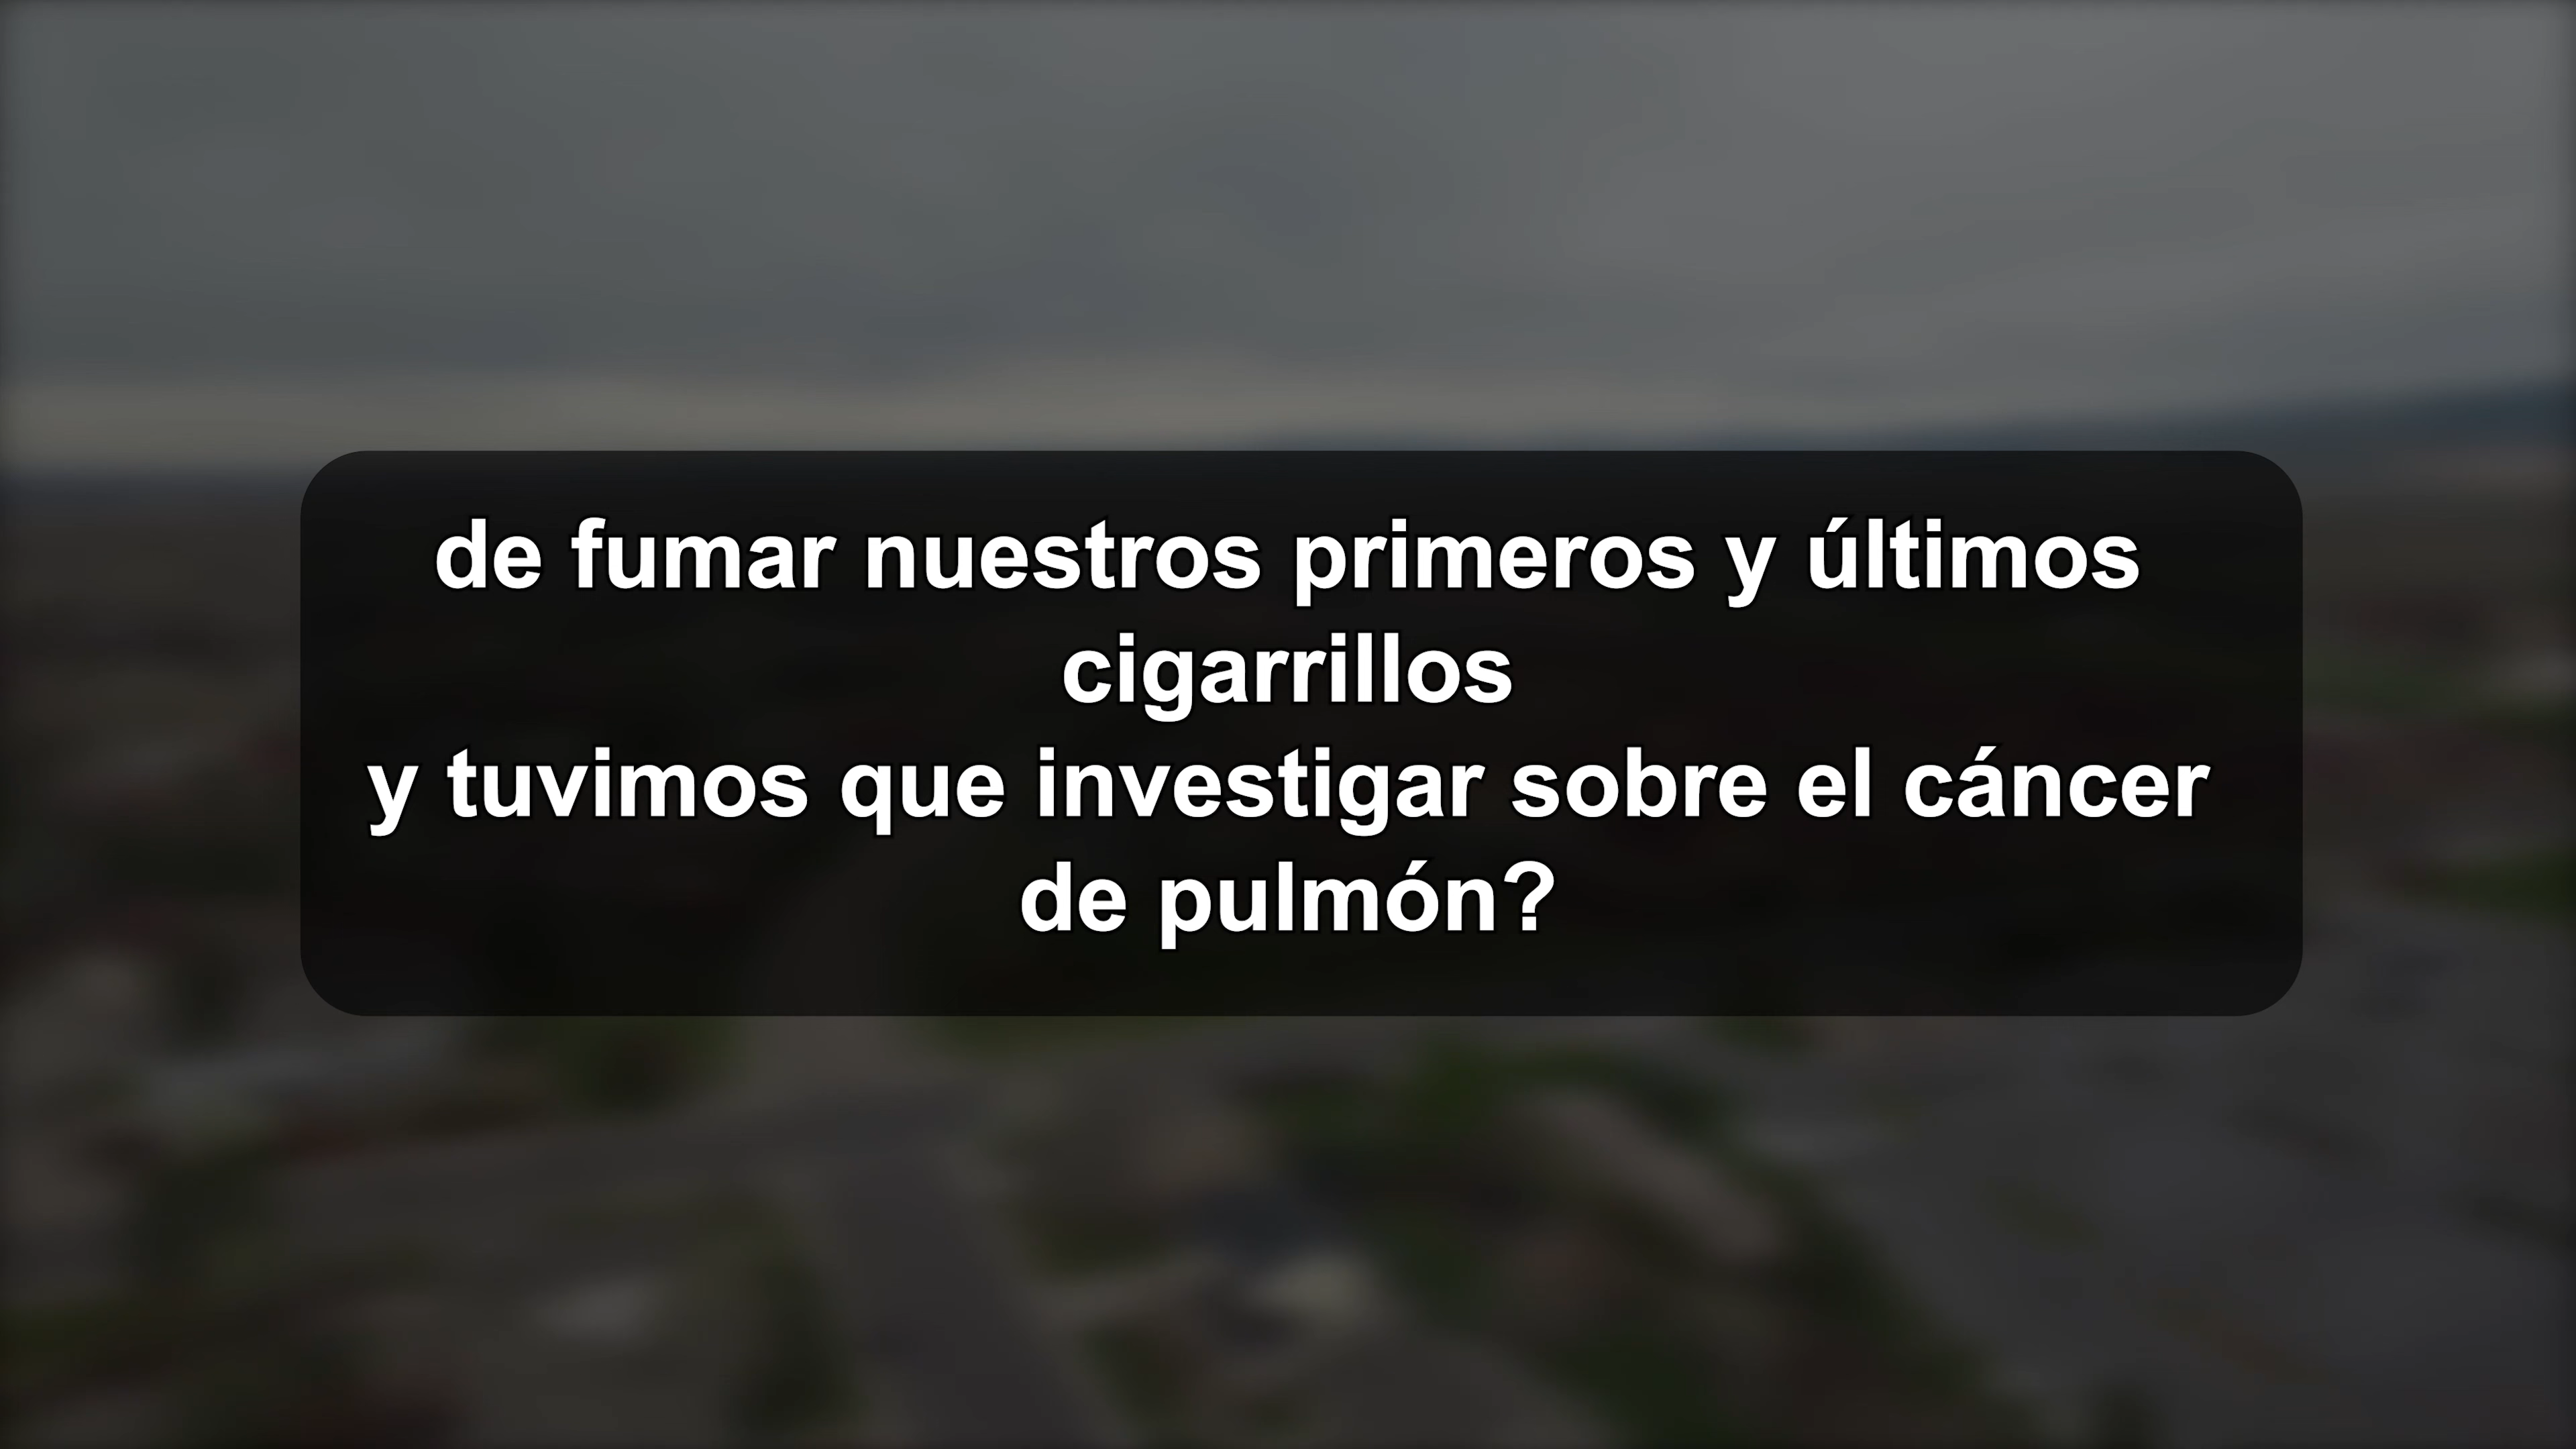 de fumar nuestros primeros y últimos
cigarrillos
y tuvimos que investigar sobre el cáncer
de pulmón?